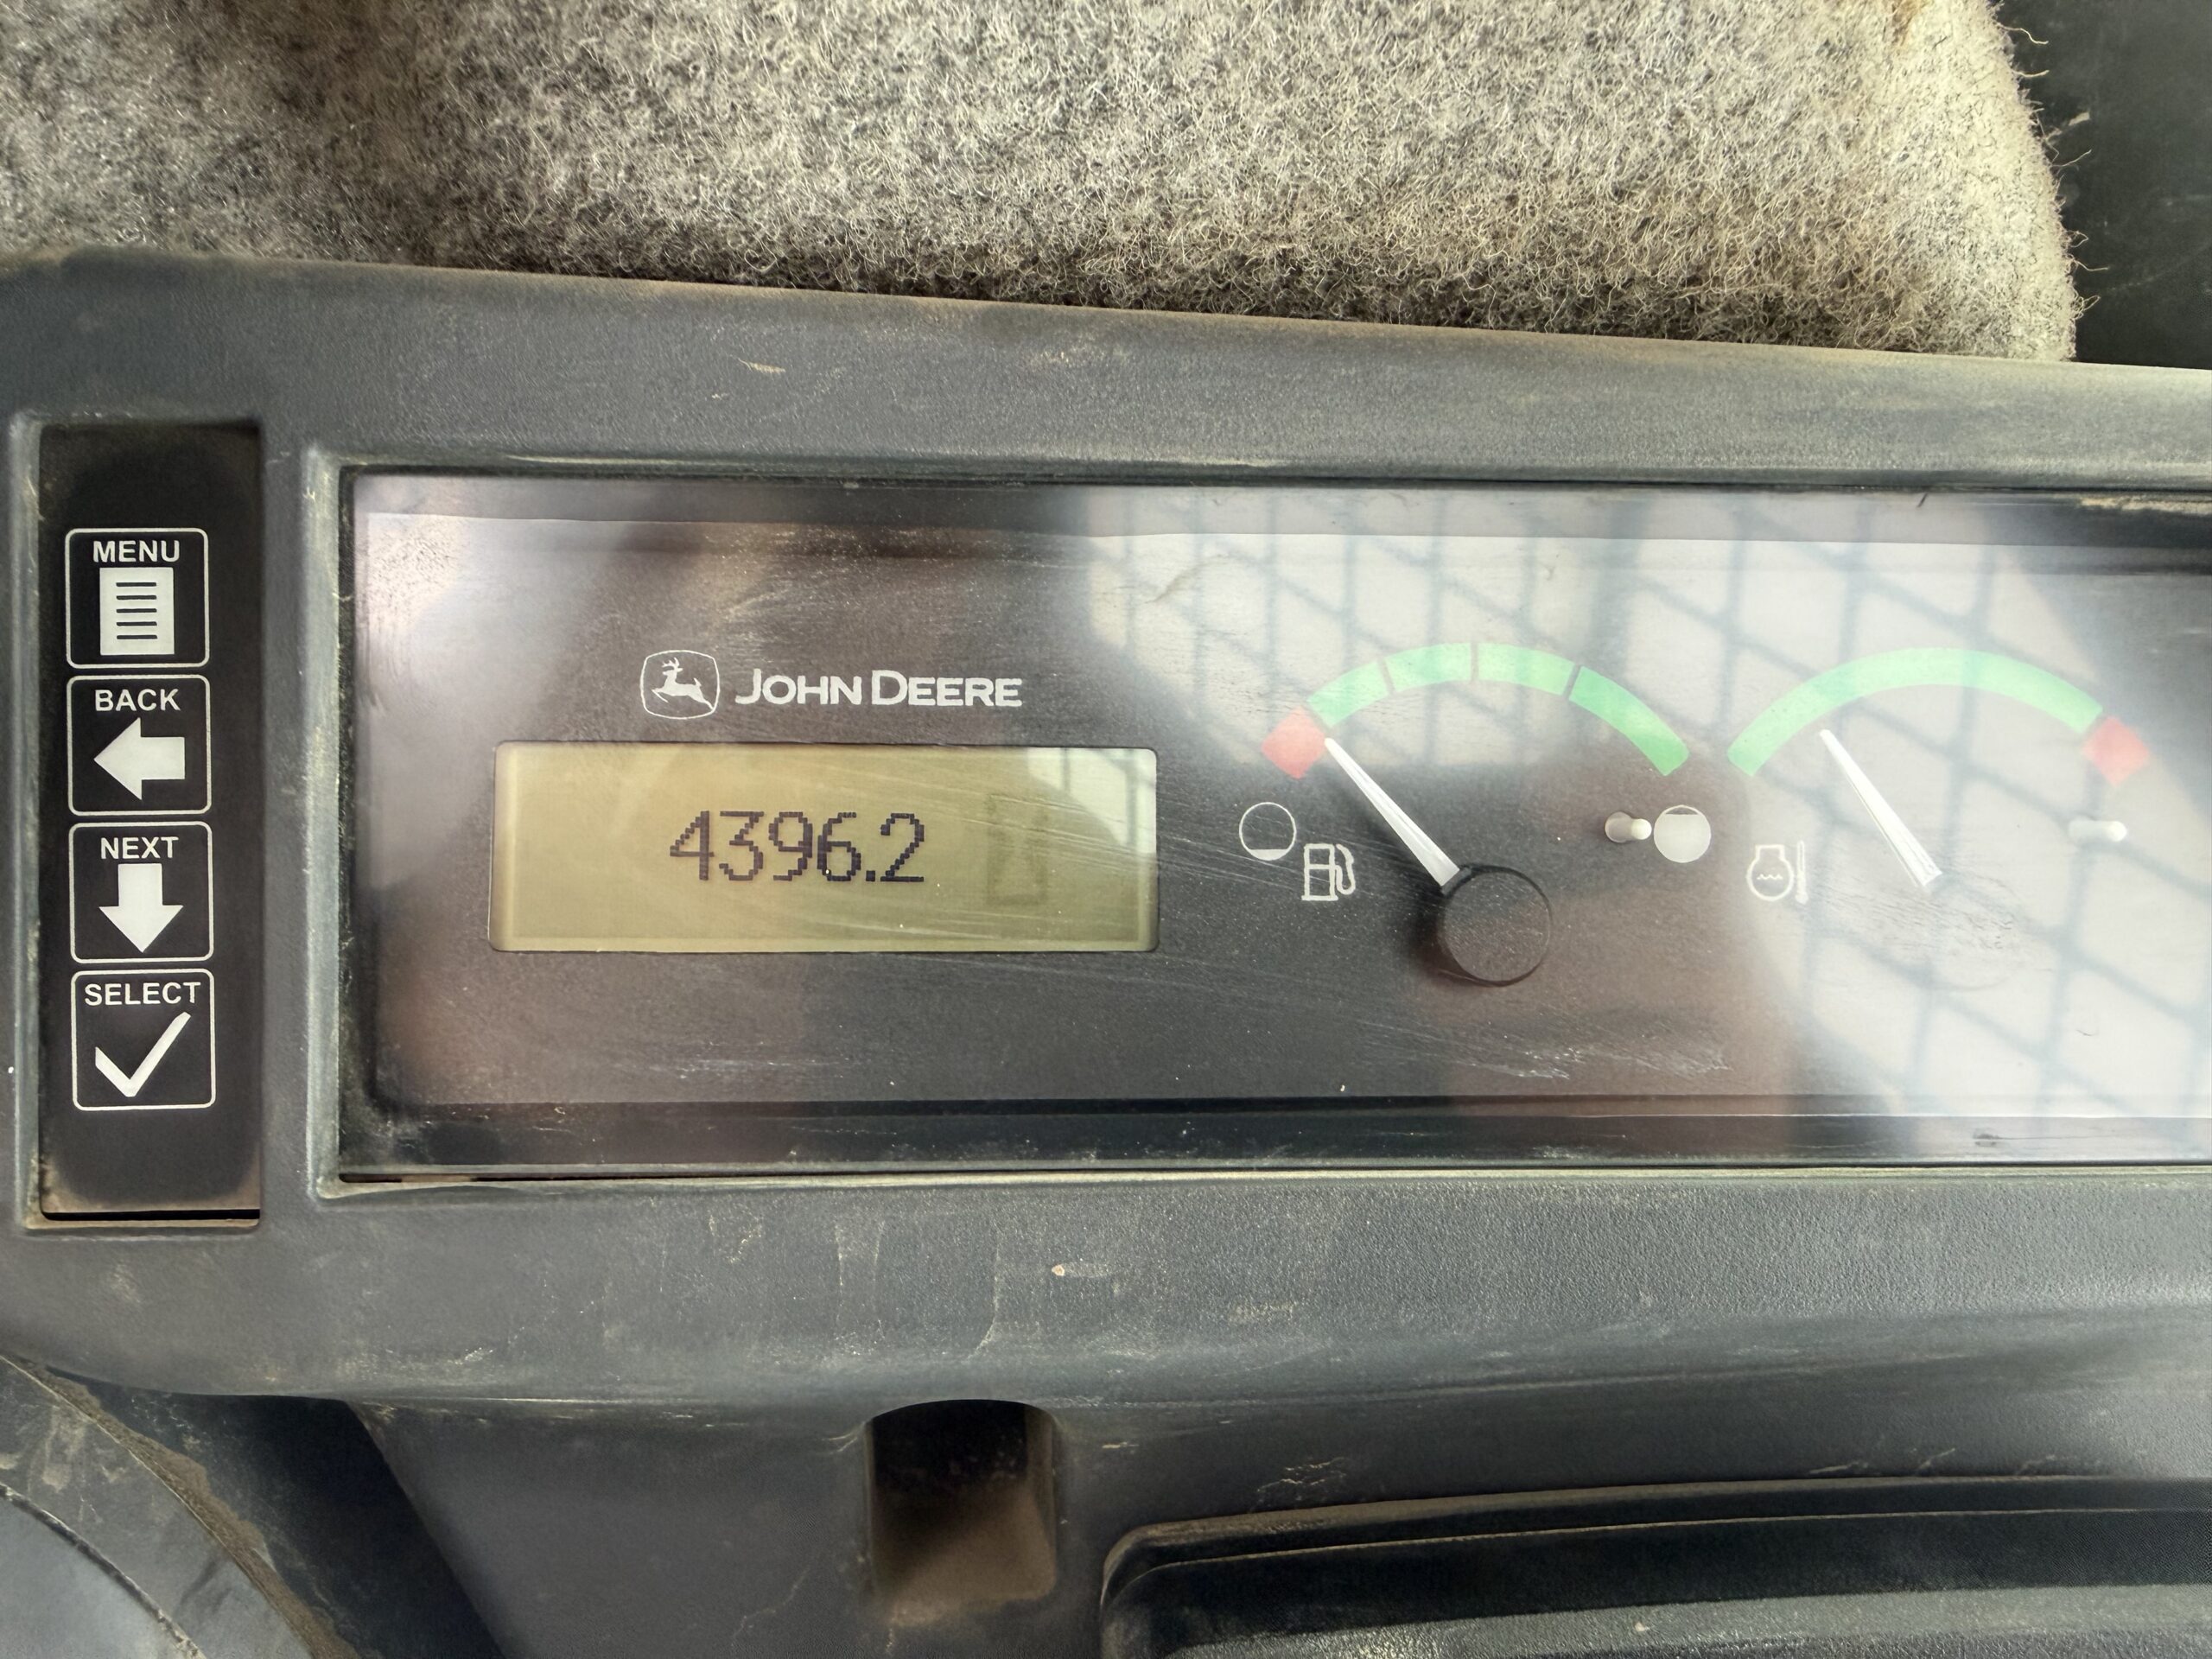 MENU
BACK
NEXT
SELECT
JOHN DEERE
4396.2